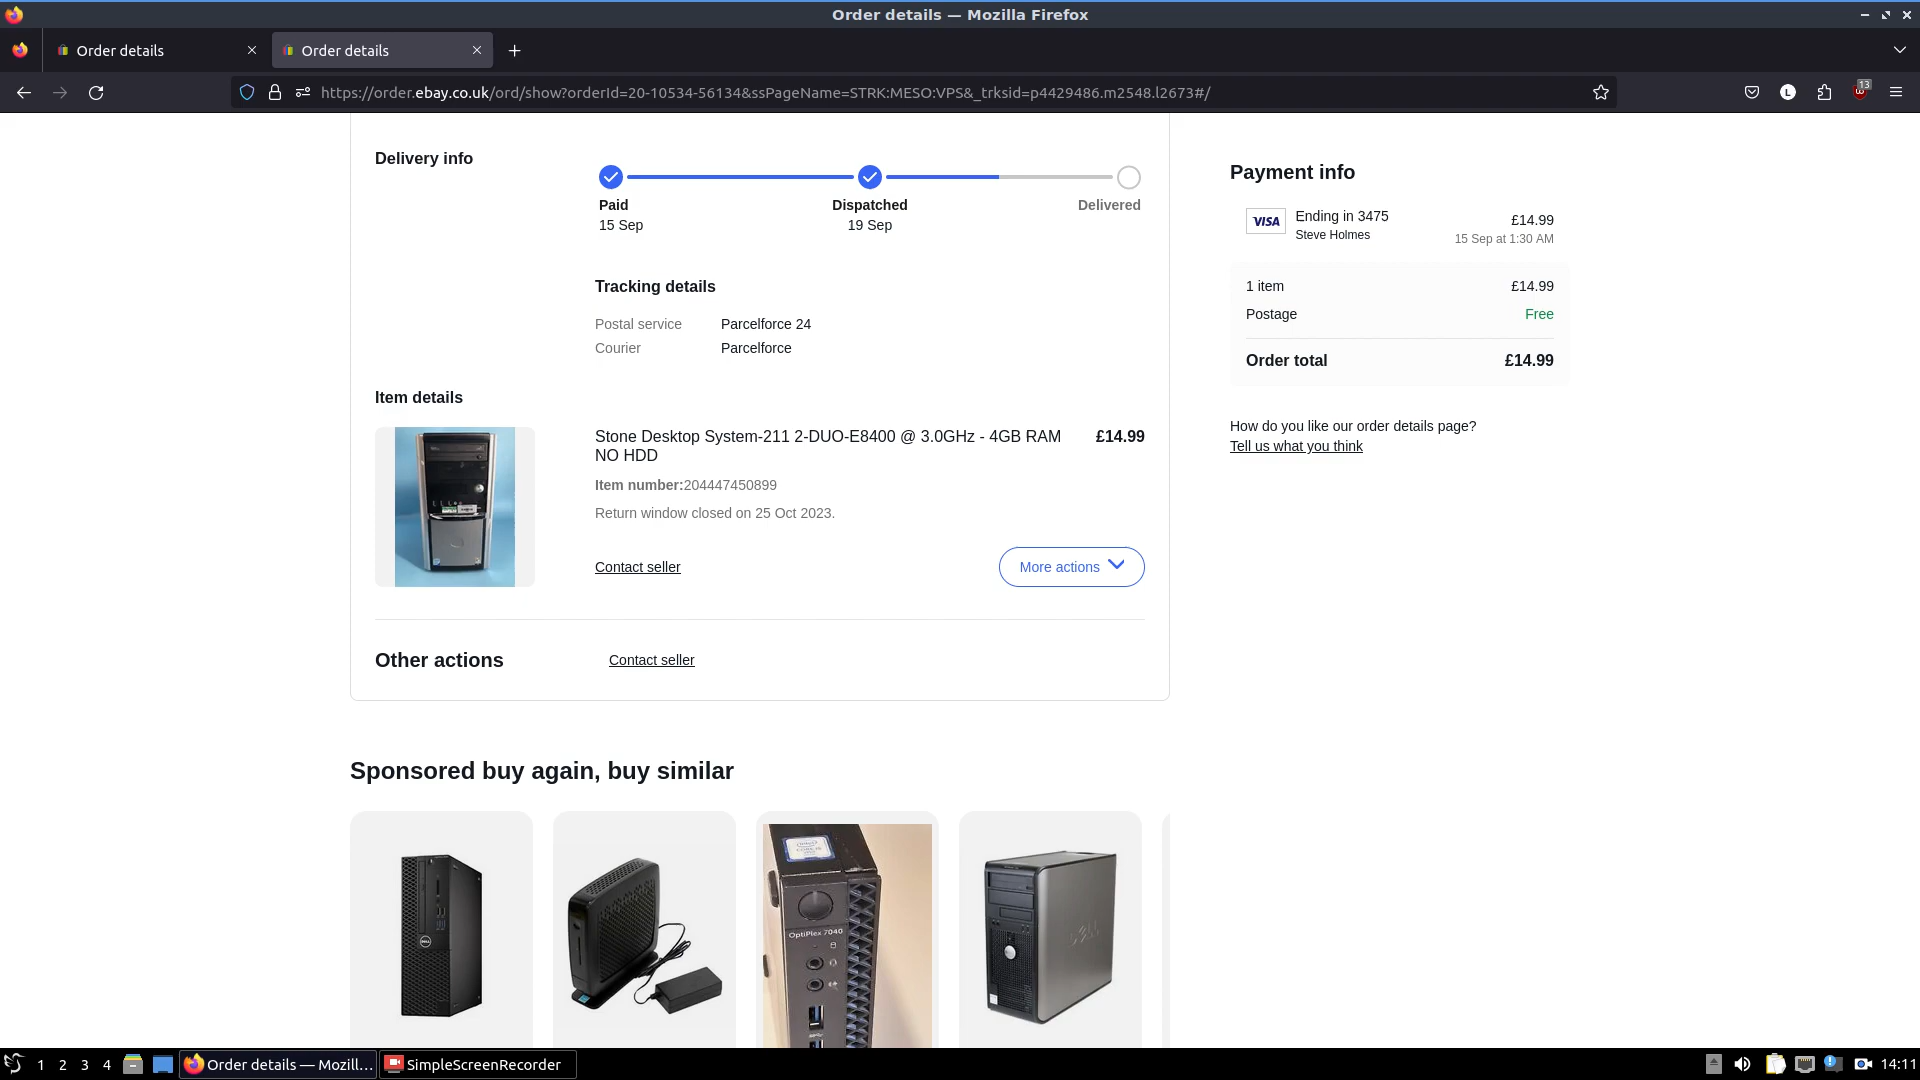 Order details — Mozilla Firefox
Order details
Order details
https://order.ebay.co.uk/ord/show?orderId=20-10534-56134&ssPageName=STRK:MESO:VPS&_trksid=p4429486.m2548.l2673#/
L
13
Delivery info
Paid
15 Sep
Dispatched
19 Sep
Delivered
Tracking details
Postal service Parcelforce 24
Courier Parcelforce
Item details
Stone Desktop System-211 2-DUO-E8400 @ 3.0GHz - 4GB RAM
NO HDD
£14.99
Item number:204447450899
Return window closed on 25 Oct 2023.
Contact seller
More actions
Other actions
Contact seller
Payment info
VISA
Ending in 3475
Steve Holmes
£14.99
15 Sep at 1:30 AM
1 item £14.99
Postage Free
Order total £14.99
How do you like our order details page?
Tell us what you think
Sponsored buy again, buy similar
DELL
OptiPlex 7040
DELL
1 2 3 4
Order details — Mozill...
SimpleScreenRecorder
14:11